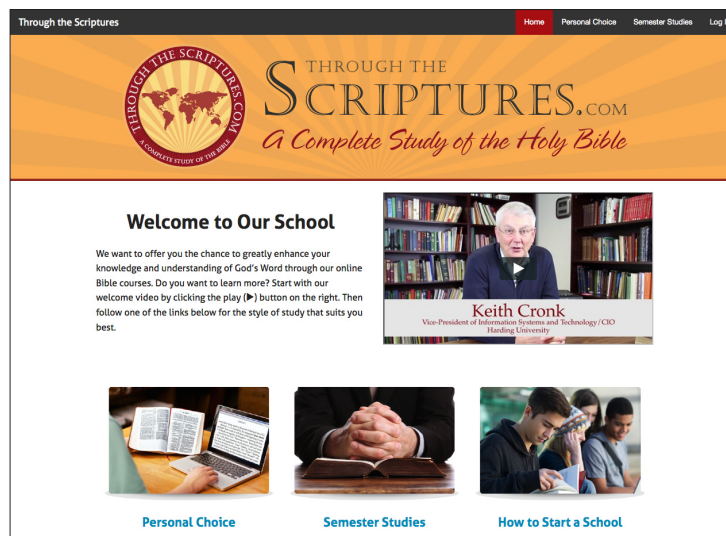 Through the Scriptures
Home Personal Choice Semester Studies Log
THROUGH THE SCRIPTURES.COM
A COMPLETE STUDY OF THE BIBLE
THROUGH THE
SCRIPTURES.COM
A Complete Study of the Holy Bible
Welcome to Our School
We want to offer you the chance to greatly enhance your
knowledge and understanding of God's Word through our online
Bible courses. Do you want to learn more? Start with our
welcome video by clicking the play (▶) button on the right. Then
follow one of the links below for the style of study that suits you
best.
Keith Cronk
Vice-President of Information Systems and Technology/CIO
Harding University
Personal Choice
Semester Studies
How to Start a School